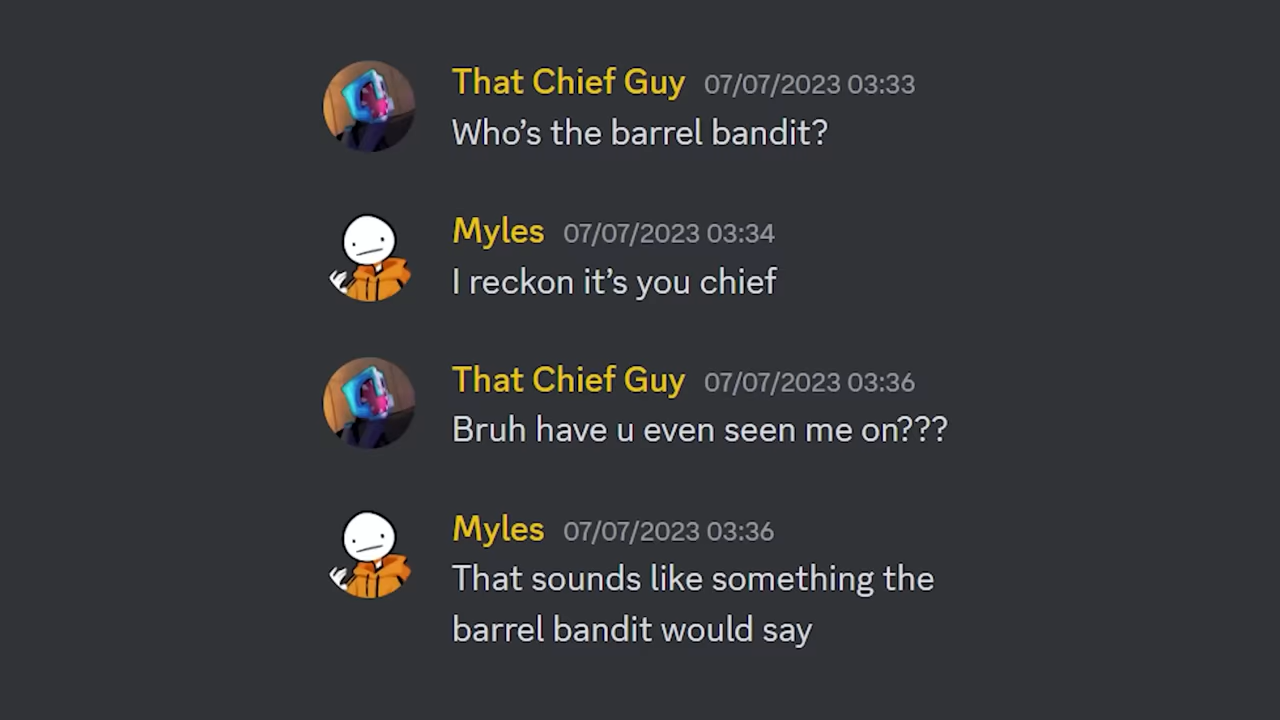 That Chief Guy 07/07/2023 03:33
Who’s the barrel bandit?
Myles 07/07/2023 03:34
I reckon it’s you chief
That Chief Guy 07/07/2023 03:36
Bruh have u even seen me on???
Myles 07/07/2023 03:36
That sounds like something the
barrel bandit would say